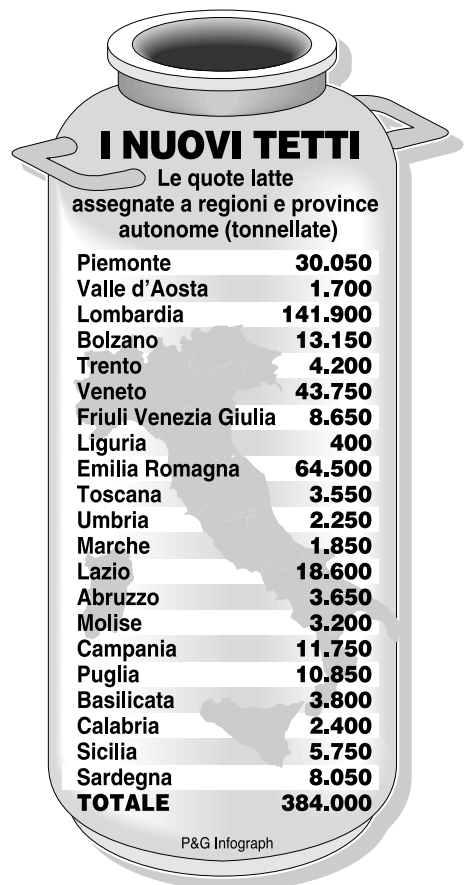 I NUOVI TETTI
Le quote latte
assegnate a regioni e province
autonome (tonnellate)
Piemonte 30.050
Valle d'Aosta 1.700
Lombardia 141.900
Bolzano 13.150
Trento 4.200
Veneto 43.750
Friuli Venezia Giulia 8.650
Liguria 400
Emilia Romagna 64.500
Toscana 3.550
Umbria 2.250
Marche 1.850
Lazio 18.600
Abruzzo 3.650
Molise 3.200
Campania 11.750
Puglia 10.850
Basilicata 3.800
Calabria 2.400
Sicilia 5.750
Sardegna 8.050
TOTALE 384.000
P&G Infograph